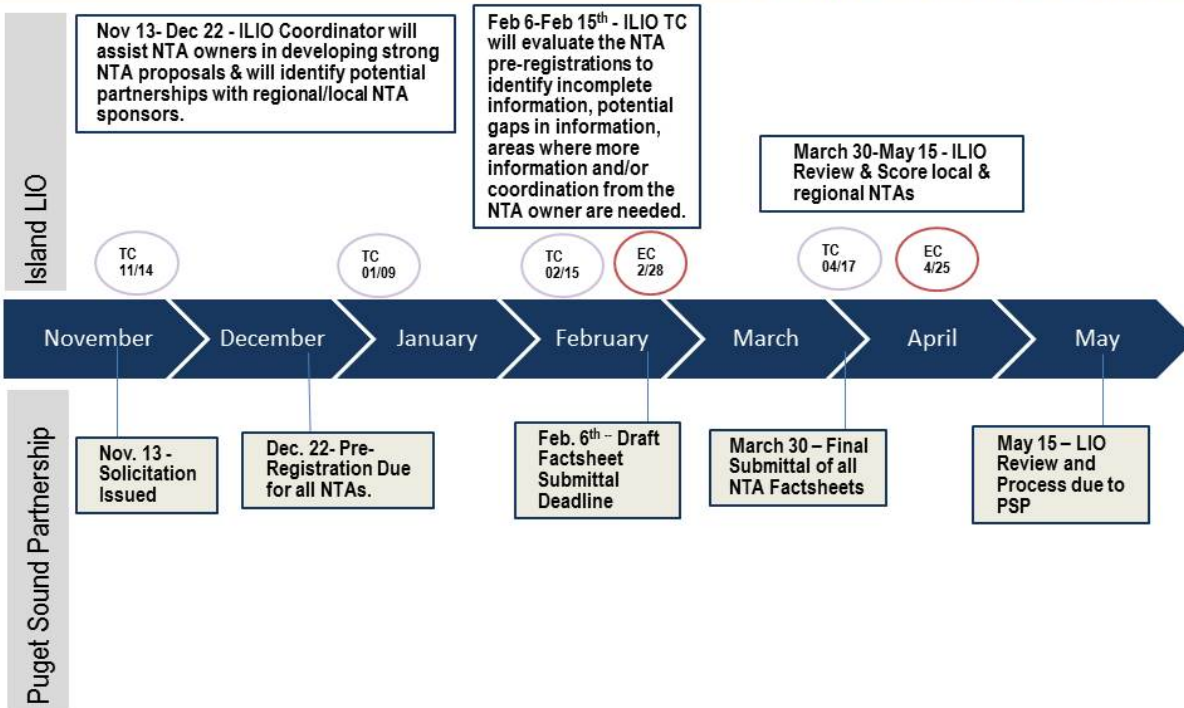 Island LIO
Nov 13- Dec 22 - ILIO Coordinator will
assist NTA owners in developing strong
NTA proposals & will identify potential
partnerships with regional/local NTA
sponsors.
Feb 6-Feb 15th - ILIO TC
will evaluate the NTA
pre-registrations to
identify incomplete
information, potential
gaps in information,
areas where more
information and/or
coordination from the
NTA owner are needed.
March 30-May 15 - ILIO
Review & Score local &
regional NTAs
TC
11/14
TC
01/09
TC
02/15
EC
2/28
TC
04/17
EC
4/25
November
December
January
February
March
April
May
Puget Sound Partnership
Nov. 13 -
Solicitation
Issued
Dec. 22- Pre-
Registration Due
for all NTAs.
Feb. 6th – Draft
Factsheet
Submittal
Deadline
March 30 – Final
Submittal of all
NTA Factsheets
May 15 – LIO
Review and
Process due to
PSP